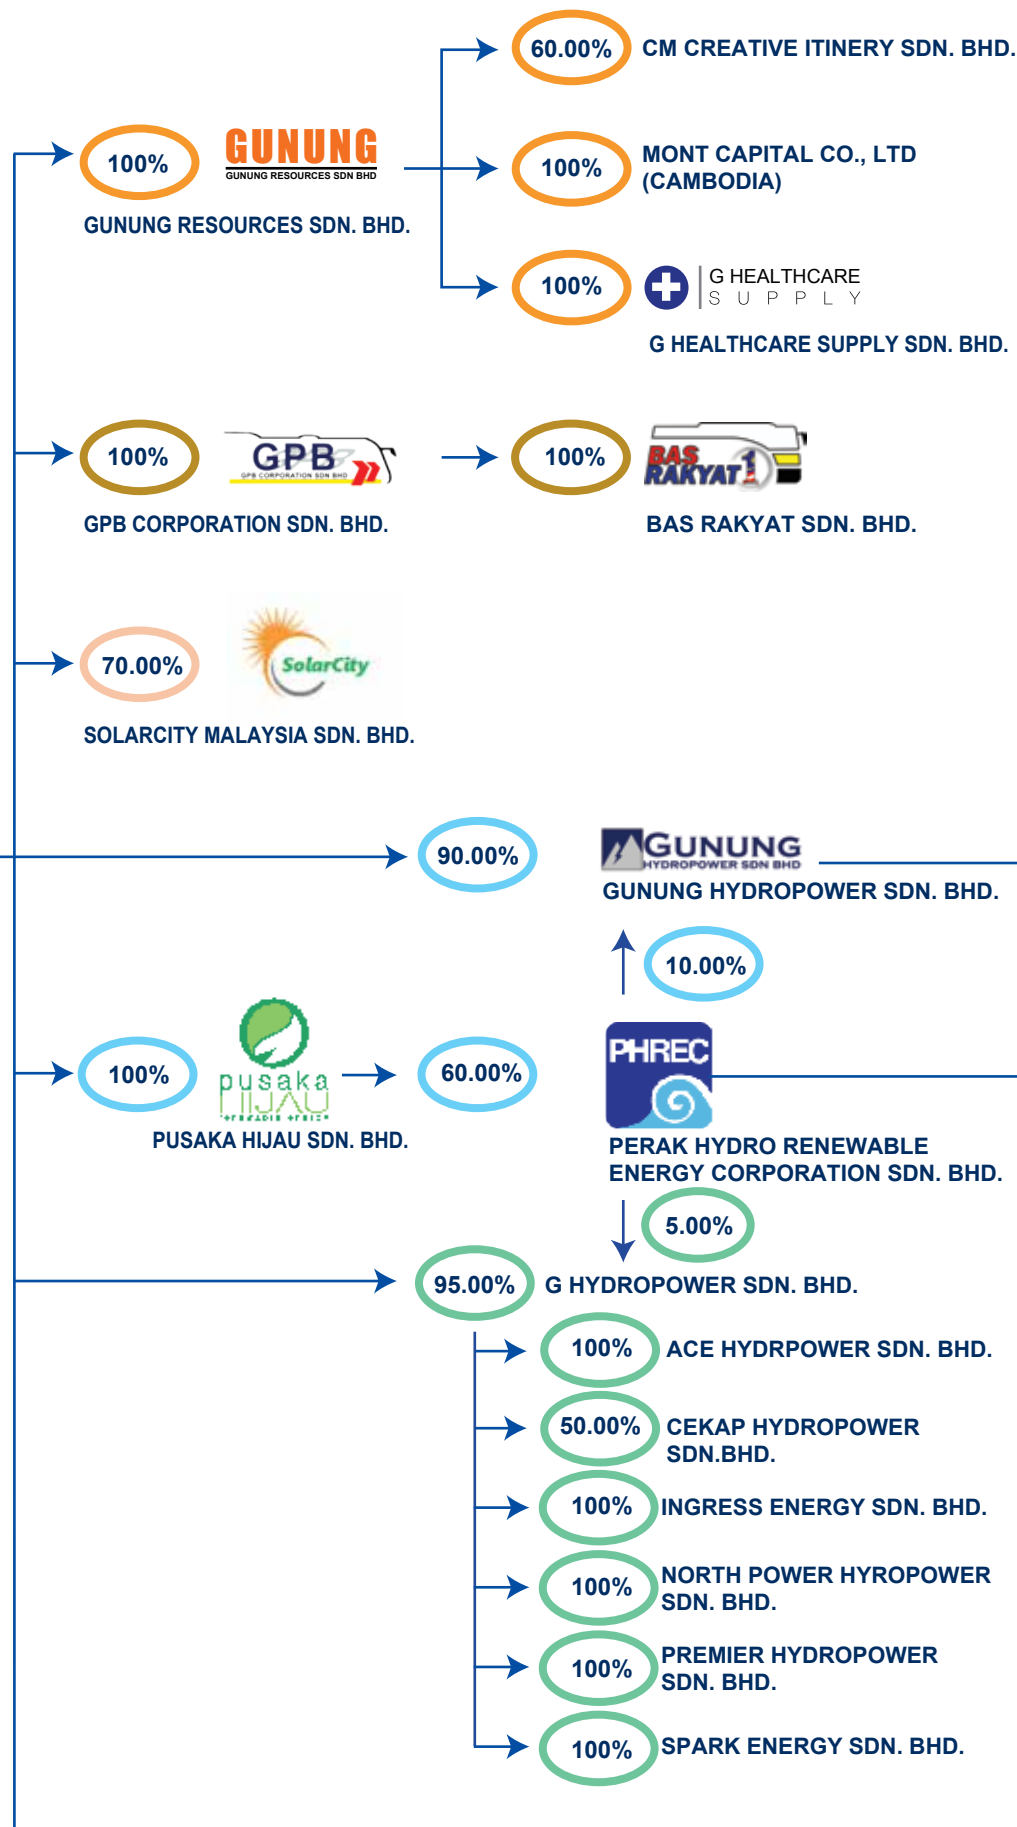 60.00%
CM CREATIVE ITINERY SDN. BHD.
100%
GUNUNG
GUNUNG RESOURCES SDN BHD
GUNUNG RESOURCES SDN. BHD.
100%
MONT CAPITAL CO., LTD
(CAMBODIA)
100%
G HEALTHCARE
SUPPLY
G HEALTHCARE SUPPLY SDN. BHD.
100%
GPB
GPB CORPORATION SDN BHD
GPB CORPORATION SDN. BHD.
100%
BAS
RAKYAT 1
BAS RAKYAT SDN. BHD.
70.00%
SolarCity
SOLARCITY MALAYSIA SDN. BHD.
90.00%
GUNUNG
HYDROPOWER SDN BHD
GUNUNG HYDROPOWER SDN. BHD.
10.00%
100%
pusaka
HIJAU
PUSAKA HIJAU SDN. BHD.
60.00%
PHREC
PERAK HYDRO RENEWABLE
ENERGY CORPORATION SDN. BHD.
5.00%
95.00%
G HYDROPOWER SDN. BHD.
100%
ACE HYDRPOWER SDN. BHD.
50.00%
CEKAP HYDROPOWER
SDN.BHD.
100%
INGRESS ENERGY SDN. BHD.
100%
NORTH POWER HYROPOWER
SDN. BHD.
100%
PREMIER HYDROPOWER
SDN. BHD.
100%
SPARK ENERGY SDN. BHD.